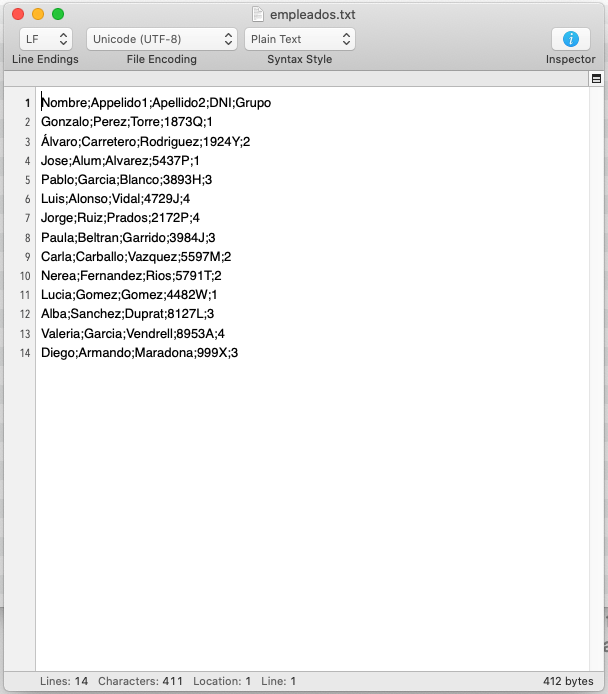 empleados.txt
LF Unicode (UTF-8) Plain Text
Line Endings File Encoding Syntax Style Inspector
1 Nombre;Appelido1;Apellido2;DNI;Grupo
2 Gonzalo;Perez;Torre;1873Q;1
3 Álvaro;Carretero;Rodriguez;1924Y;2
4 Jose;Alum;Alvarez;5437P;1
5 Pablo;Garcia;Blanco;3893H;3
6 Luis;Alonso;Vidal;4729J;4
7 Jorge;Ruiz;Prados;2172P;4
8 Paula;Beltran;Garrido;3984J;3
9 Carla;Carballo;Vazquez;5597M;2
10 Nerea;Fernandez;Rios;5791T;2
11 Lucia;Gomez;Gomez;4482W;1
12 Alba;Sanchez;Duprat;8127L;3
13 Valeria;Garcia;Vendrell;8953A;4
14 Diego;Armando;Maradona;999X;3
Lines: 14 Characters: 411 Location: 1 Line: 1 412 bytes